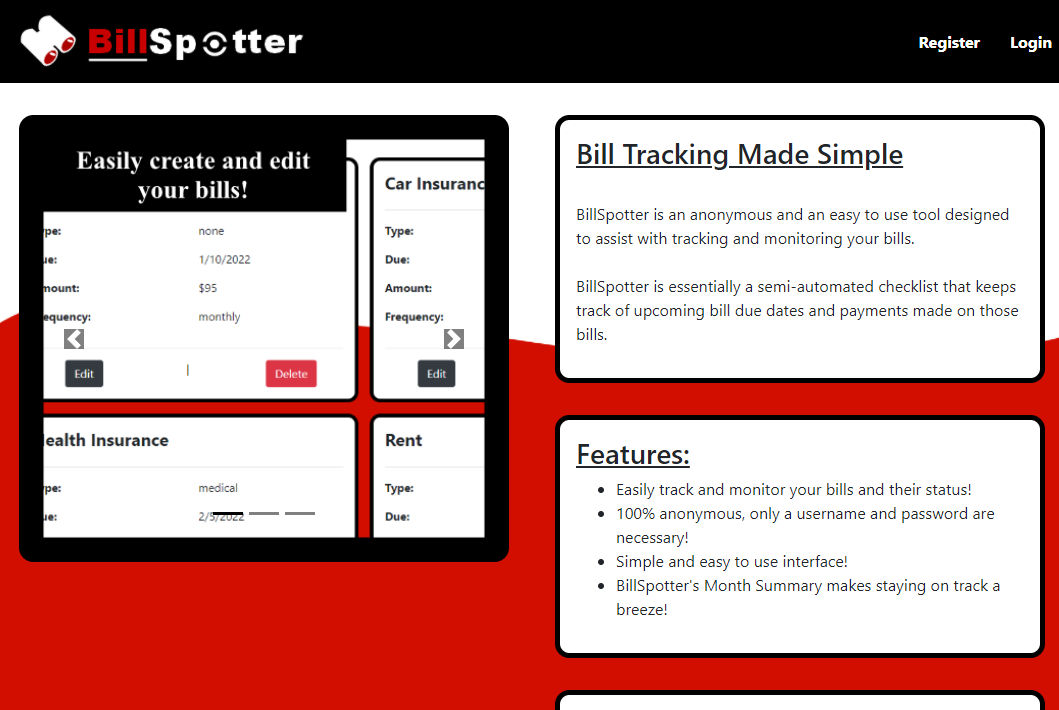 BillSpotter
Register
Login
Easily create and edit
your bills!
Car Insuranc
ype:
none
Type:
ue:
1/10/2022
Due:
mount:
$95
Amount:
equency:
monthly
Frequency:
Edit
|
Delete
Edit
ealth Insurance
Rent
ype:
medical
Type:
ue:
2/5/2022
Due:
Bill Tracking Made Simple
BillSpotter is an anonymous and an easy to use tool designed
to assist with tracking and monitoring your bills.
BillSpotter is essentially a semi-automated checklist that keeps
track of upcoming bill due dates and payments made on those
bills.
Features:
Easily track and monitor your bills and their status!
100% anonymous, only a username and password are
necessary!
Simple and easy to use interface!
BillSpotter's Month Summary makes staying on track a
breeze!